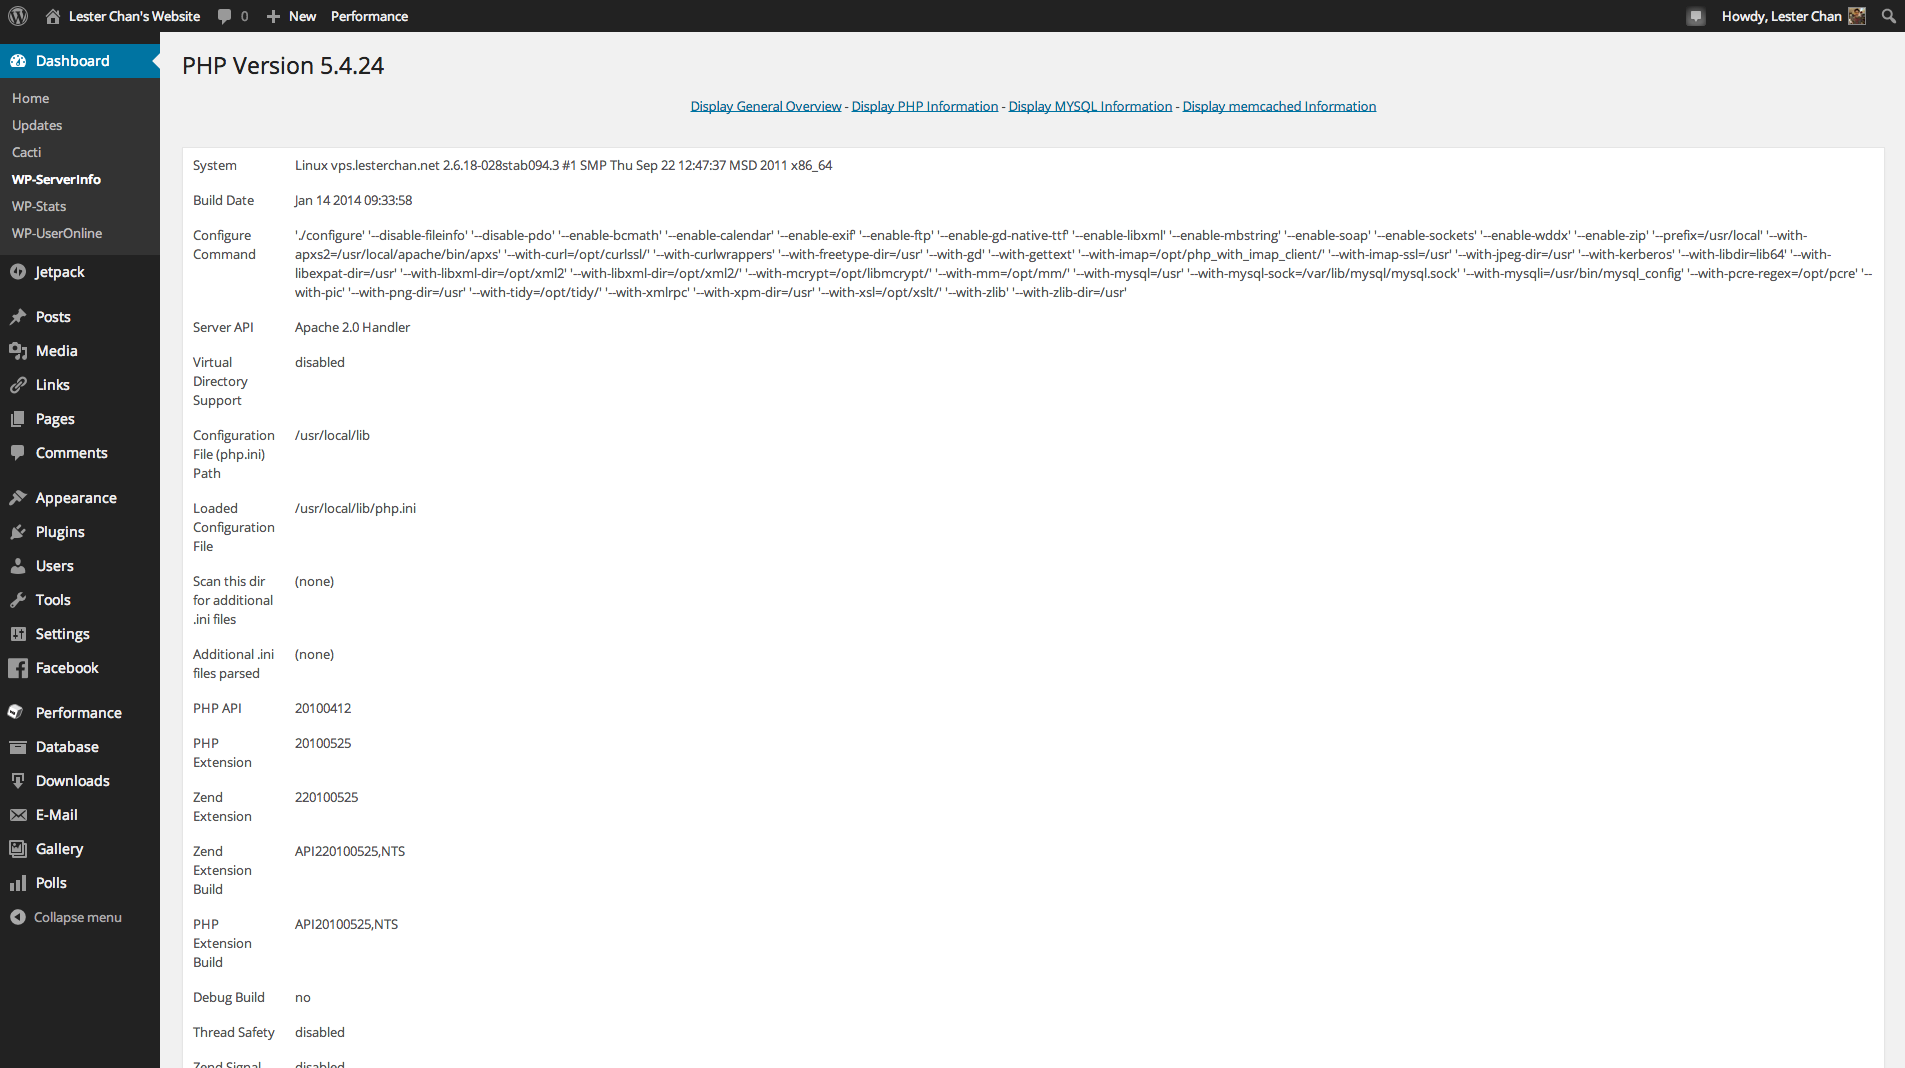 Lester Chan's Website 0 New Performance Howdy, Lester Chan
Dashboard
Home
Updates
Cacti
WP-ServerInfo
WP-Stats
WP-UserOnline
Jetpack
Posts
Media
Links
Pages
Comments
Appearance
Plugins
Users
Tools
Settings
Facebook
Performance
Database
Downloads
E-Mail
Gallery
Polls
Collapse menu
PHP Version 5.4.24
Display General Overview - Display PHP Information - Display MYSQL Information - Display memcached Information
System Linux vps.lesterchan.net 2.6.18-028stab094.3 #1 SMP Thu Sep 22 12:47:37 MSD 2011 x86_64
Build Date Jan 14 2014 09:33:58
Configure
Command
'./configure' '--disable-fileinfo' '--disable-pdo' '--enable-bcmath' '--enable-calendar' '--enable-exif' '--enable-ftp' '--enable-gd-native-ttf' '--enable-libxml' '--enable-mbstring' '--enable-soap' '--enable-sockets' '--enable-wddx' '--enable-zip' '--prefix=/usr/local' '--with-
apxs2=/usr/local/apache/bin/apxs' '--with-curl=/opt/curlssl/' '--with-curlwrappers' '--with-freetype-dir=/usr' '--with-gd' '--with-gettext' '--with-imap=/opt/php_with_imap_client/' '--with-imap-ssl=/usr' '--with-jpeg-dir=/usr' '--with-kerberos' '--with-libdir=lib64' '--with-
libexpat-dir=/usr' '--with-libxml-dir=/opt/xml2' '--with-libxml-dir=/opt/xml2/' '--with-mcrypt=/opt/libmcrypt/' '--with-mm=/opt/mm/' '--with-mysql=/usr' '--with-mysql-sock=/var/lib/mysql/mysql.sock' '--with-mysqli=/usr/bin/mysql_config' '--with-pcre-regex=/opt/pcre' '--
with-pic' '--with-png-dir=/usr' '--with-tidy=/opt/tidy/' '--with-xmlrpc' '--with-xpm-dir=/usr' '--with-xsl=/opt/xslt/' '--with-zlib' '--with-zlib-dir=/usr'
Server API Apache 2.0 Handler
Virtual disabled
Directory
Support
Configuration /usr/local/lib
File (php.ini)
Path
Loaded /usr/local/lib/php.ini
Configuration
File
Scan this dir (none)
for additional
.ini files
Additional .ini (none)
files parsed
PHP API 20100412
PHP 20100525
Extension
Zend 220100525
Extension
Zend API220100525,NTS
Extension
Build
PHP API20100525,NTS
Extension
Build
Debug Build no
Thread Safety disabled
Zend Signal disabled